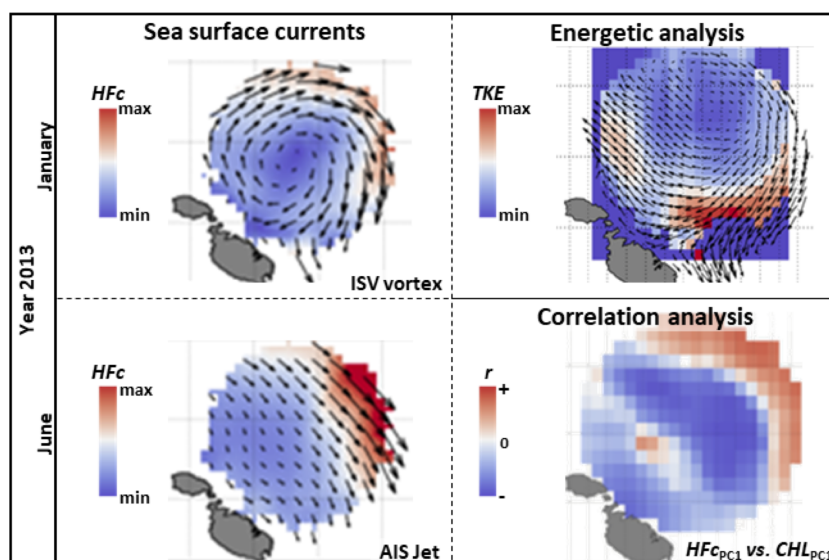 Sea surface currents
Energetic analysis
Year 2013
January
HFc
max
min
ISV vortex
TKE
max
min
June
HFc
max
min
AIS Jet
Correlation analysis
r
+
0
-
HFcPC1 vs. CHLPC1